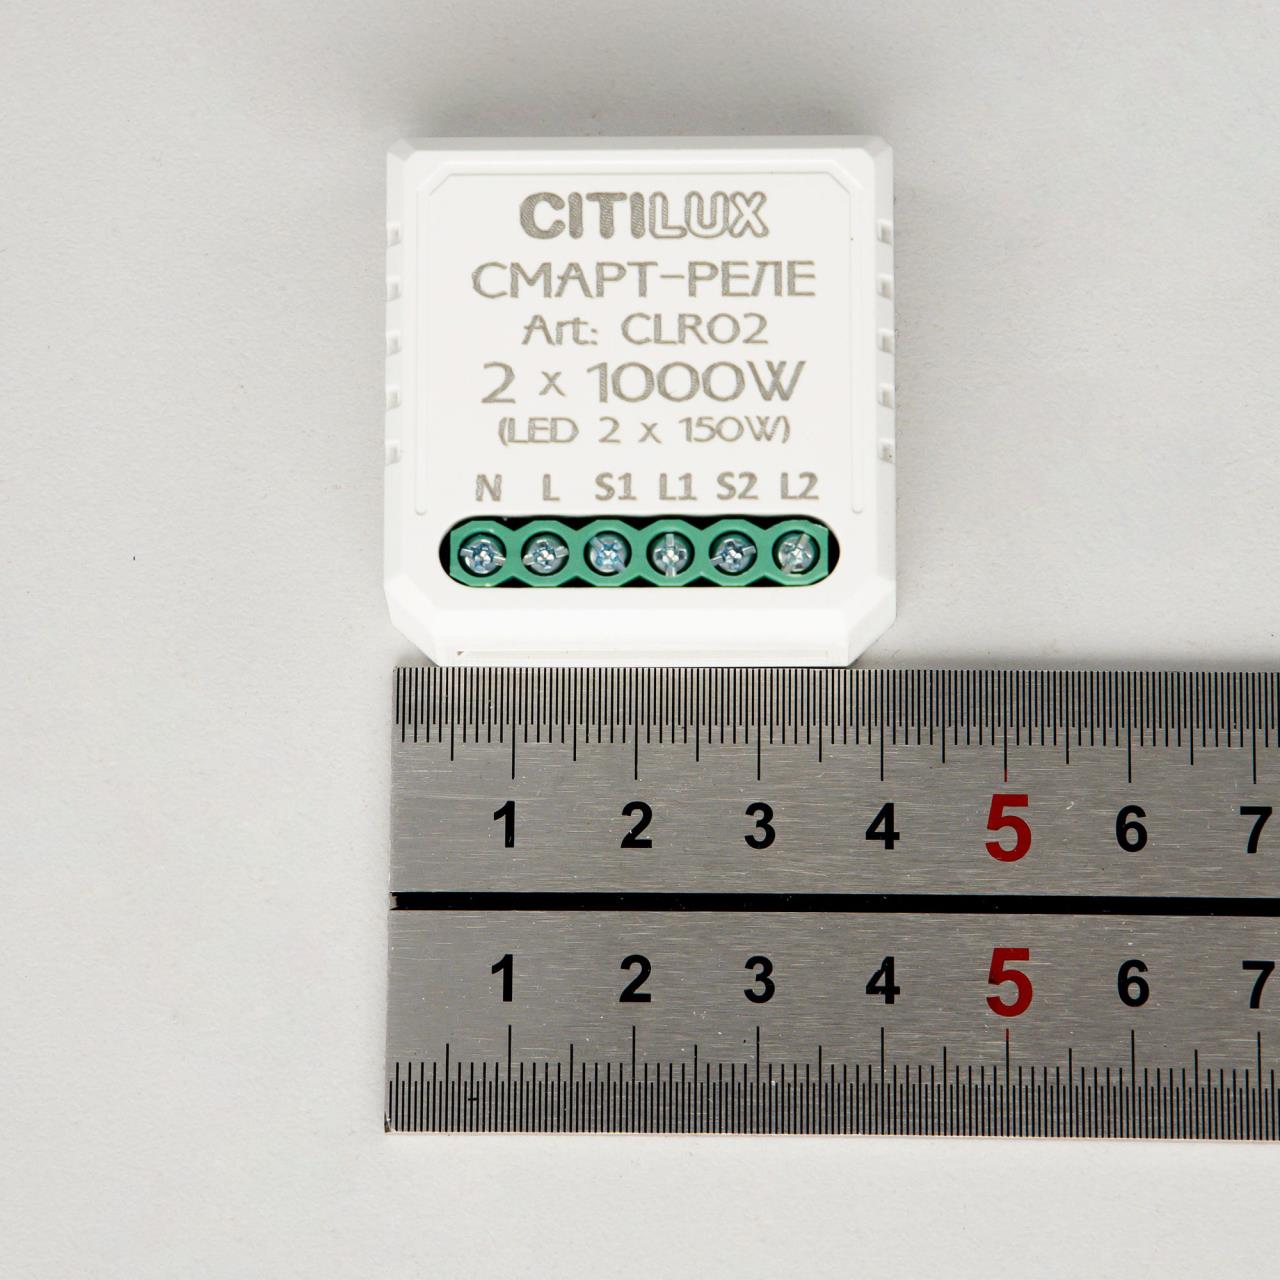 CITILUX
СМАРТ-РЕЛЕ
Art: CLR02
2 x 1000W
(LED 2 x 150W)
N L S1 L1 S2 L2
1 2 3 4 5 6 7
1 2 3 4 5 6 7